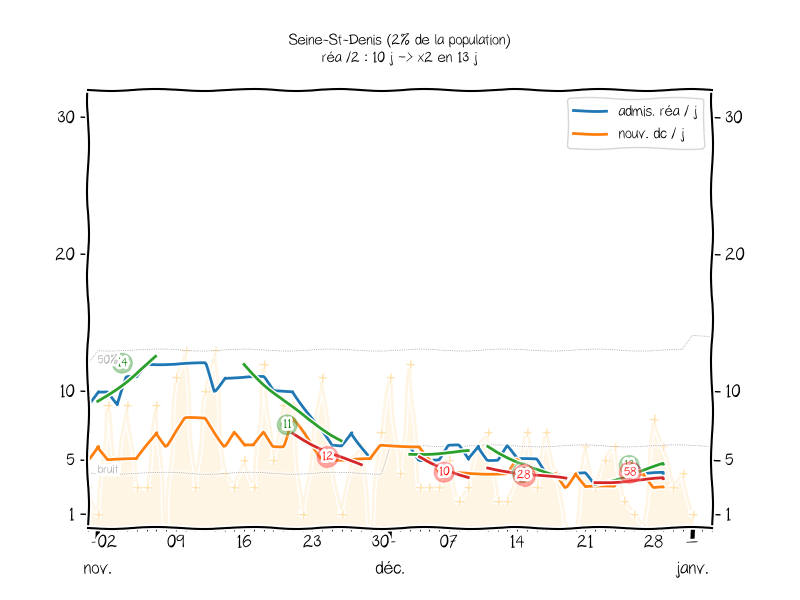 Seine-St-Denis (2% de la population)
réa /2 : 10 j -> x2 en 13 j
admis. réa / j
nouv. dc / j
30 30
20 20
50%
10 10
11
12
10
28
58
5 5
bruit
1 1
02 09 16 23 30 07 14 21 28
nov. déc. janv.